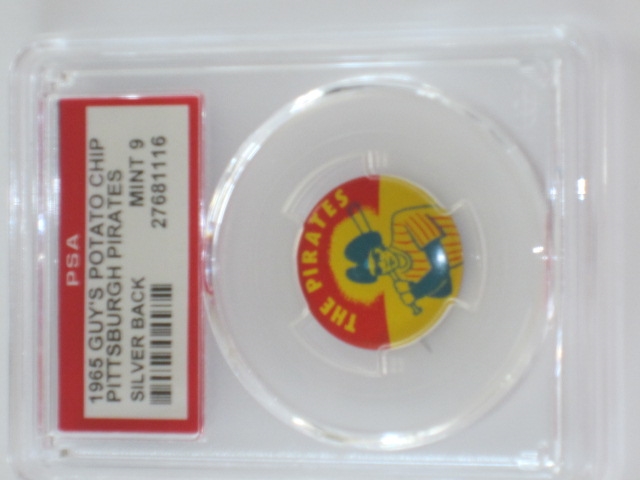 PSA
1965 GUY'S POTATO CHIP
PITTSBURGH PIRATES
SILVER BACK MINT 9
27681116
THE PIRATES